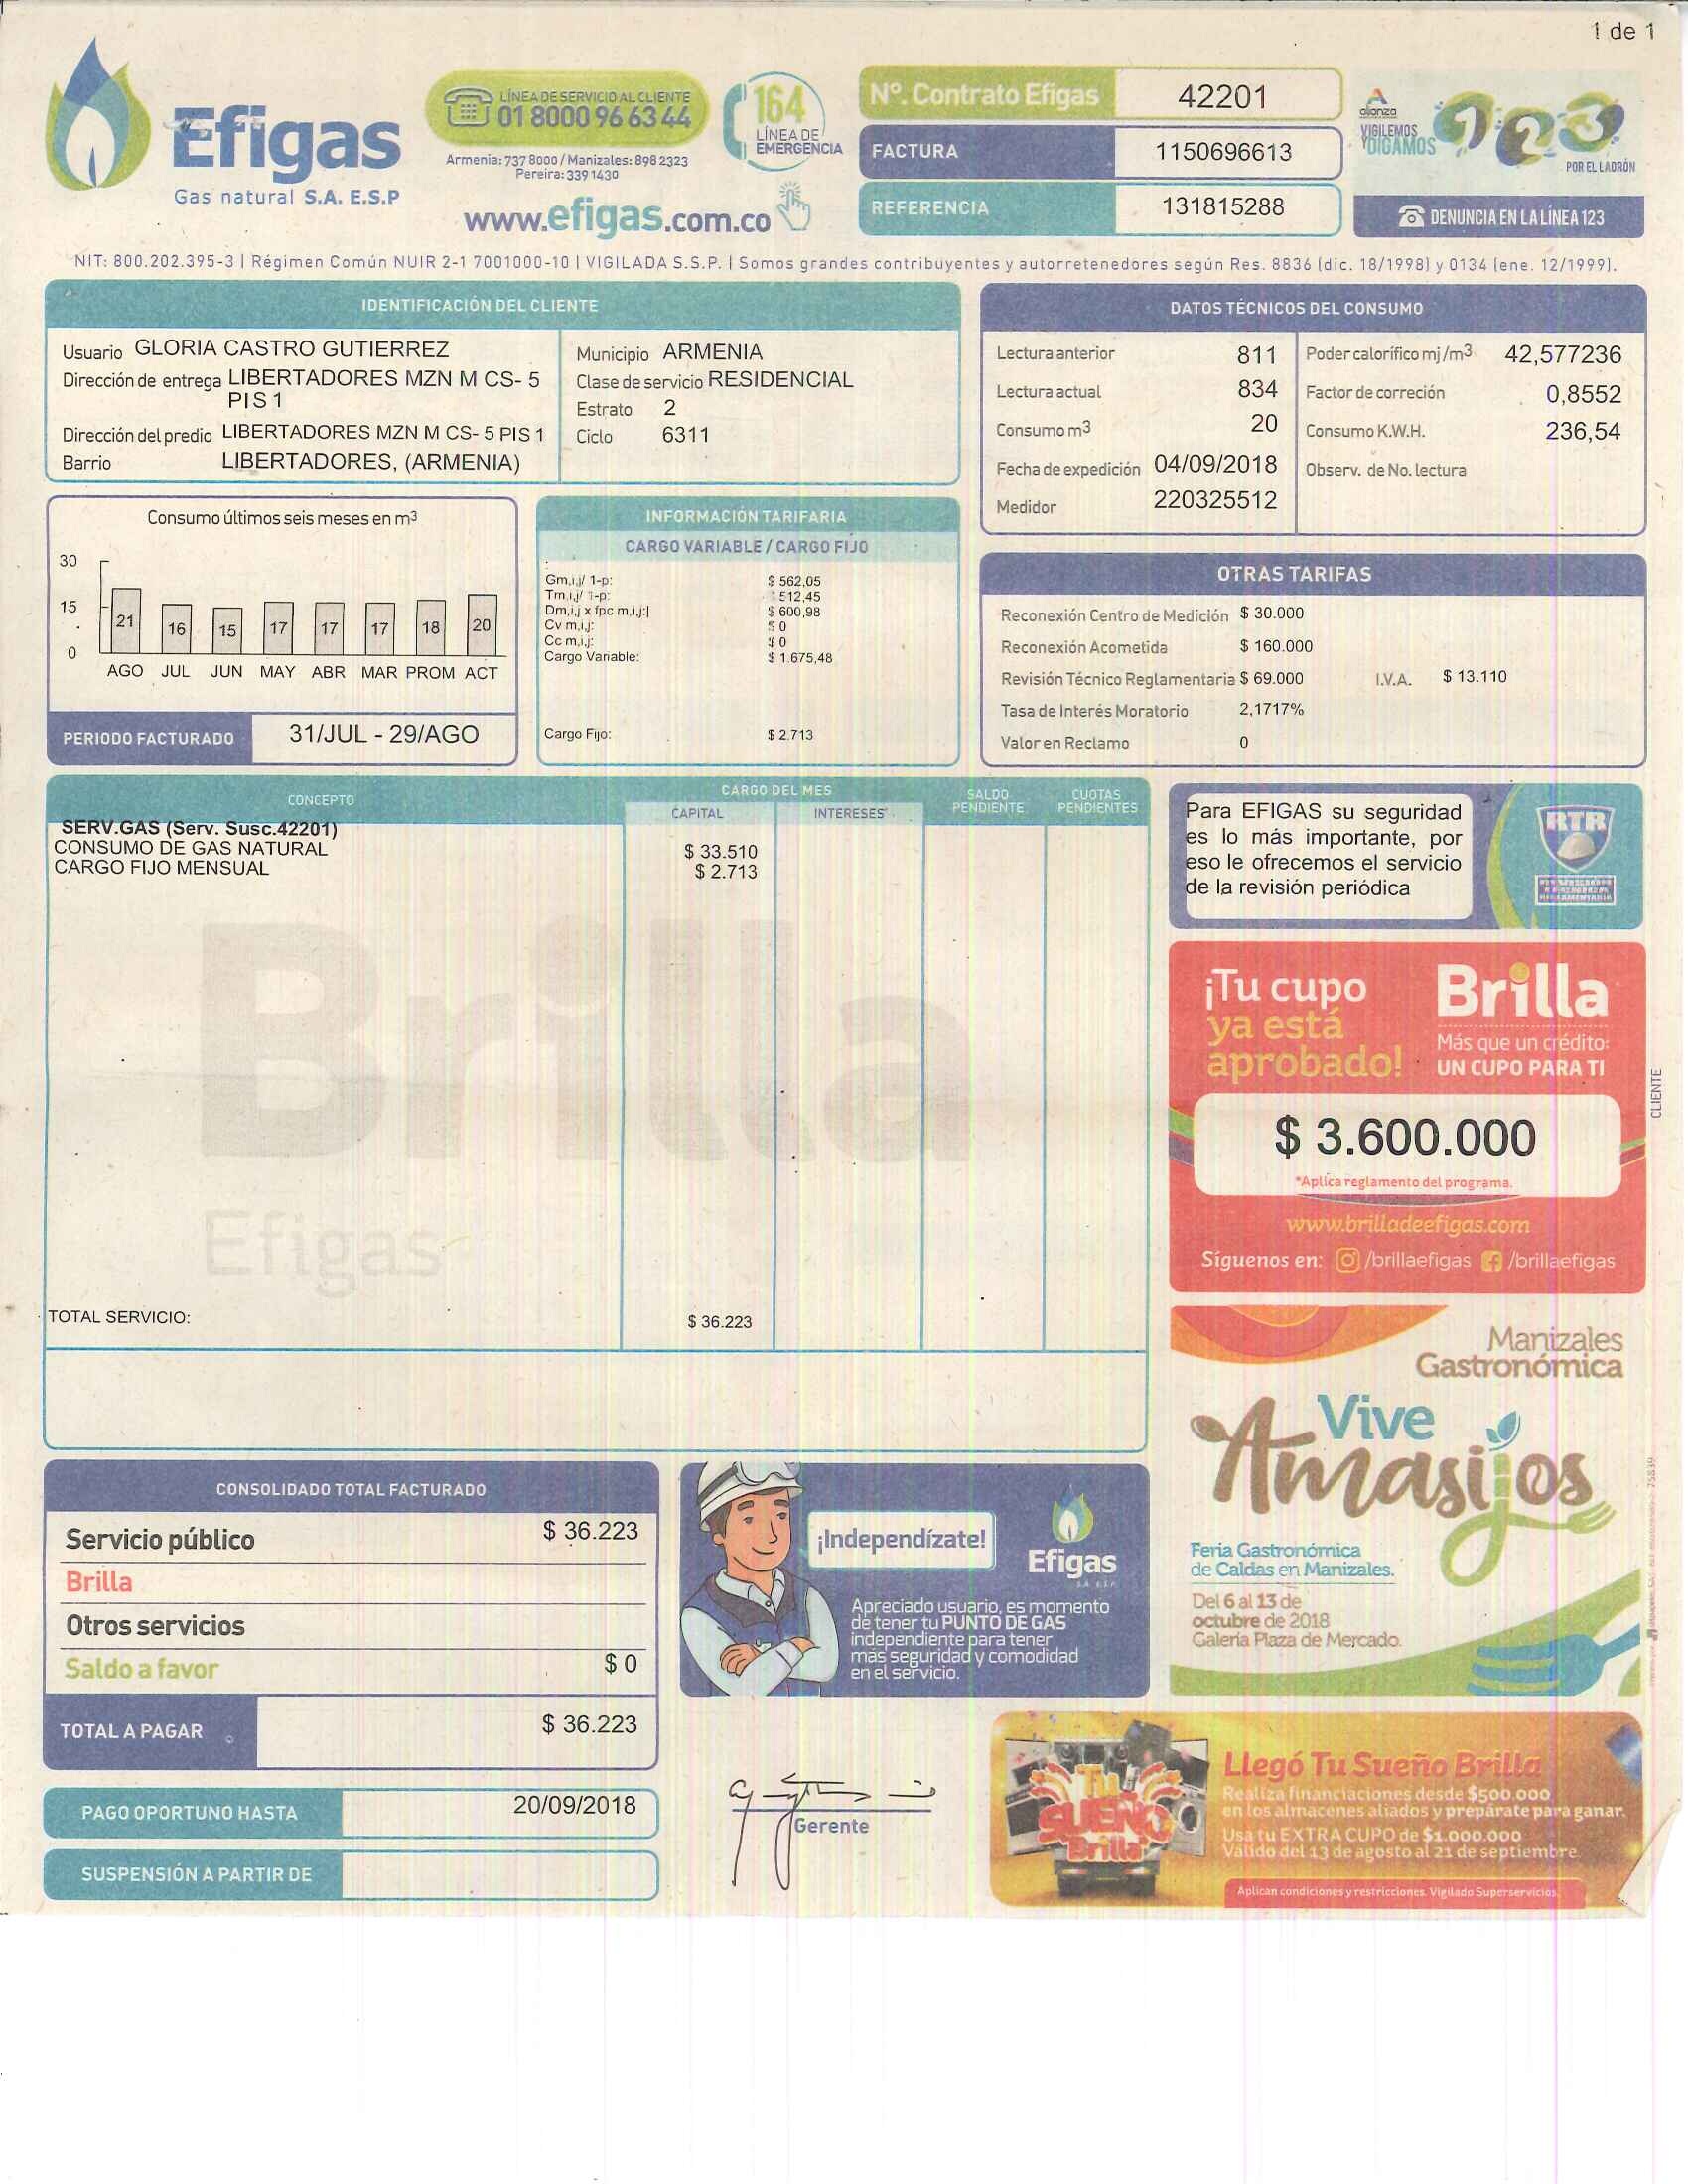 1 de 1
Efigas
Gas natural S.A. E.S.P
LÍNEA DE SERVICIO AL CLIENTE
01 8000 96 63 44
Armenia: 737 8000 / Manizales: 898 2323
Pereira: 339 1430
www.efigas.com.co
164
LÍNEA DE
EMERGENCIA
Nº. Contrato Efigas 42201
FACTURA 1150696613
REFERENCIA 131815288
alianza
VIGILEMOS
Y DIGAMOS
123
POR EL LADRÓN
DENUNCIA EN LA LÍNEA 123
NIT: 800.202.395-3 | Régimen Común NUIR 2-1 7001000-10 | VIGILADA S.S.P. | Somos grandes contribuyentes y autorretenedores según Res. 8836 (dic. 18/1998) y 0134 (ene. 12/1999).
IDENTIFICACIÓN DEL CLIENTE
Usuario GLORIA CASTRO GUTIERREZ
Dirección de entrega LIBERTADORES MZN M CS- 5
PIS 1
Dirección del predio LIBERTADORES MZN M CS- 5 PIS 1
Barrio LIBERTADORES, (ARMENIA)
Municipio ARMENIA
Clase de servicio RESIDENCIAL
Estrato 2
Ciclo 6311
DATOS TÉCNICOS DEL CONSUMO
Lectura anterior 811
Lectura actual 834
Consumo m3 20
Fecha de expedición 04/09/2018
Medidor 220325512
Poder calorífico mj/m3 42,577236
Factor de correción 0,8552
Consumo K.W.H. 236,54
Observ. de No. lectura
Consumo últimos seis meses en m3
30
15
0
21 16 15 17 17 17 18 20
AGO JUL JUN MAY ABR MAR PROM ACT
PERIODO FACTURADO 31/JUL - 29/AGO
INFORMACIÓN TARIFARIA
CARGO VARIABLE / CARGO FIJO
Gm,i,j/ 1-p: $ 562,05
Tm,i,j/ 1-p: $ 512,45
Dm,i,j x fpc m,i,j:| $ 600,98
Cv m,i,j: $ 0
Cc m,i,j: $ 0
Cargo Variable: $ 1.675,48
Cargo Fijo: $ 2.713
OTRAS TARIFAS
Reconexión Centro de Medición $ 30.000
Reconexión Acometida $ 160.000
Revisión Técnico Reglamentaria $ 69.000 I.V.A. $ 13.110
Tasa de Interés Moratorio 2,1717%
Valor en Reclamo 0
CONCEPTO
CARGO DEL MES
CAPITAL INTERESES
SALDO
PENDIENTE
CUOTAS
PENDIENTES
SERV.GAS (Serv. Susc.42201)
CONSUMO DE GAS NATURAL $ 33.510
CARGO FIJO MENSUAL $ 2.713
Brilla
Efigas
TOTAL SERVICIO: $ 36.223
Para EFIGAS su seguridad
es lo más importante, por
eso le ofrecemos el servicio
de la revisión periódica
RTR
¡Tu cupo
ya está
aprobado!
Brilla
Más que un crédito:
UN CUPO PARA TI
$ 3.600.000
*Aplica reglamento del programa.
www.brilladeefigas.com
Síguenos en: /brillaefigas /brillaefigas
CLIENTE
Manizales
Gastronómica
Vive
Amasijos
Feria Gastronómica
de Caldas en Manizales.
Del 6 al 13 de
octubre de 2018
Galería Plaza de Mercado.
CONSOLIDADO TOTAL FACTURADO
Servicio público $ 36.223
Brilla
Otros servicios
Saldo a favor $ 0
TOTAL A PAGAR $ 36.223
PAGO OPORTUNO HASTA 20/09/2018
SUSPENSIÓN A PARTIR DE
¡Independízate!
Efigas
Apreciado usuario, es momento
de tener tu PUNTO DE GAS
independiente para tener
más seguridad y comodidad
en el servicio.
Gerente
Tu
SUEÑO
Brilla
Llegó Tu Sueño Brilla
Realiza financiaciones desde $500.000
en los almacenes aliados y prepárate para ganar.
Usa tu EXTRA CUPO de $1.000.000
Válido del 13 de agosto al 21 de septiembre.
Aplican condiciones y restricciones. Vigilado Superservicios.